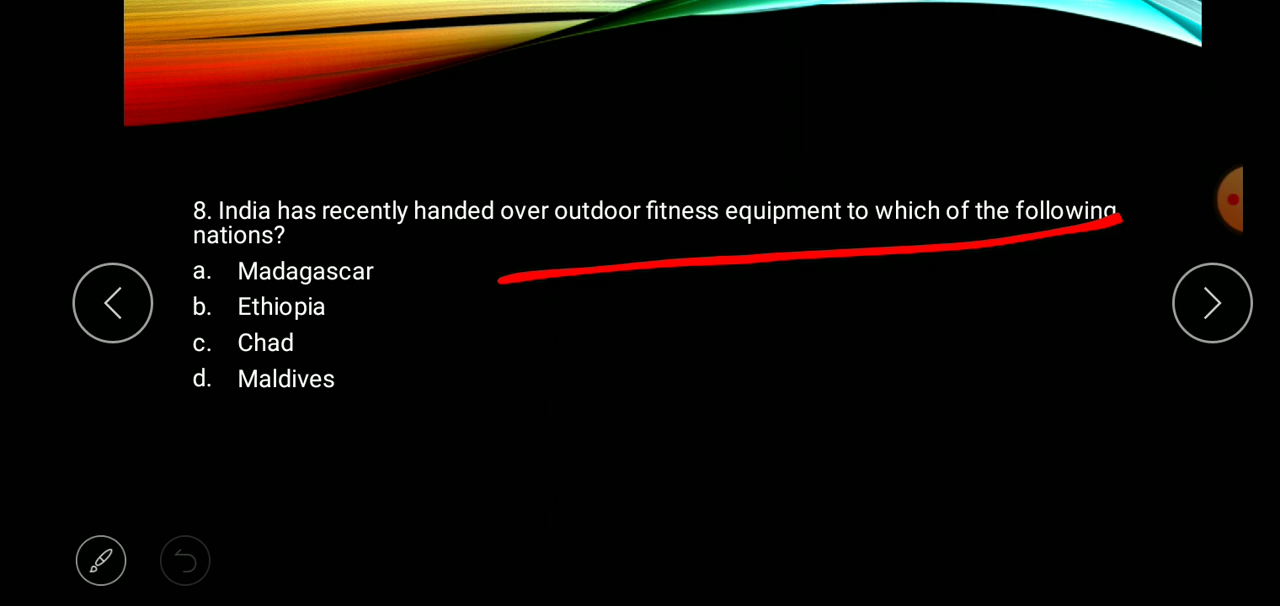 8. India has recently handed over outdoor fitness equipment to which of the following
nations?
a. Madagascar
b. Ethiopia
c. Chad
d. Maldives